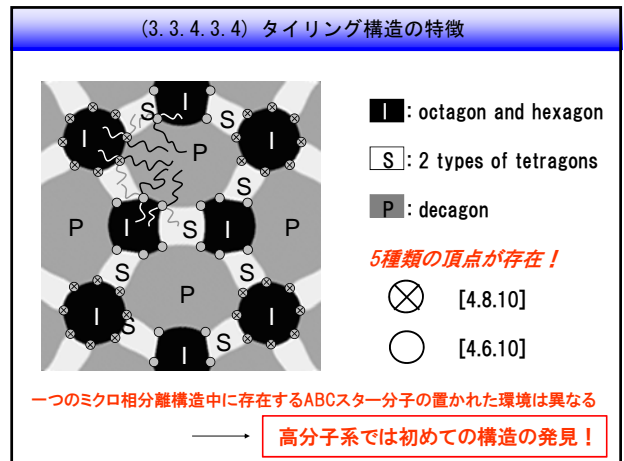 (3.3.4.3.4) タイリング構造の特徴
I
S
S
I
P
I
S
P
I
S
I
P
S
S
P
I
I
S
S
I
I : octagon and hexagon
S : 2 types of tetragons
P : decagon
5種類の頂点が存在！
[4.8.10]
[4.6.10]
一つのミクロ相分離構造中に存在するABCスター分子の置かれた環境は異なる
高分子系では初めての構造の発見！